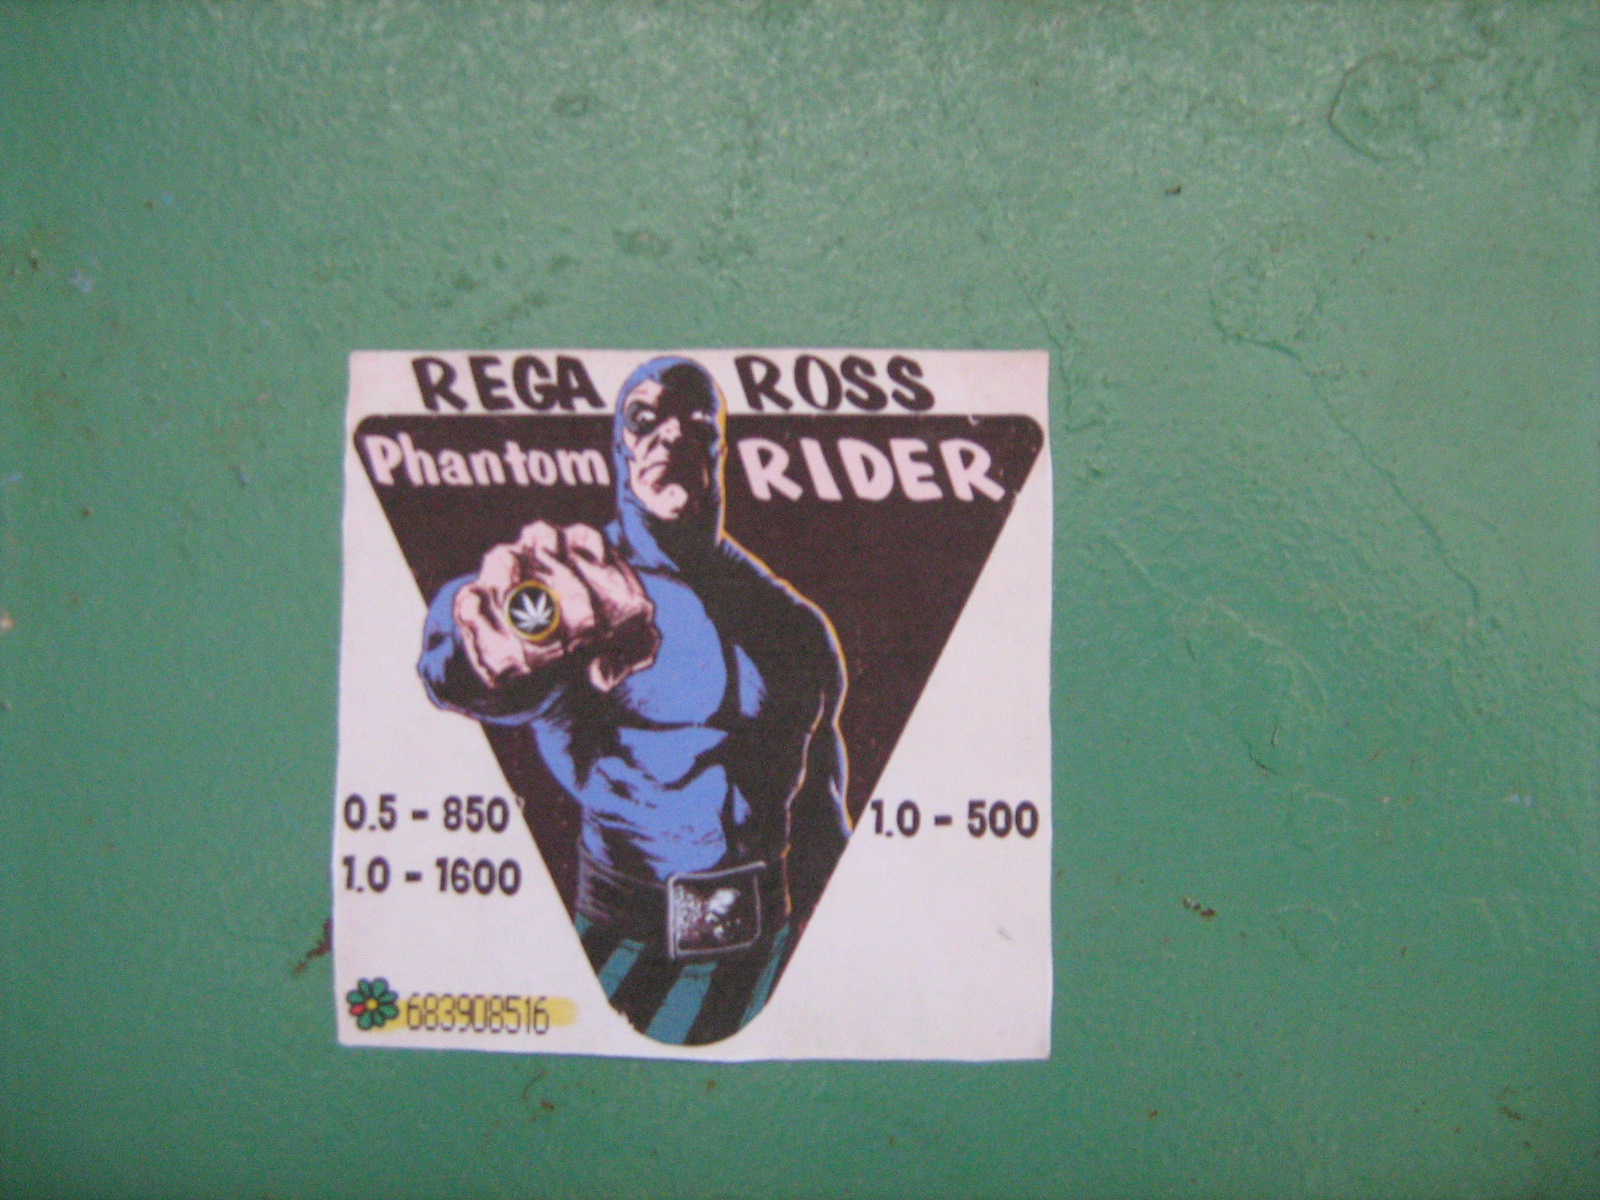 REGA ROSS
Phantom RIDER
0.5 - 850
1.0 - 1600
1.0 - 500
683908516